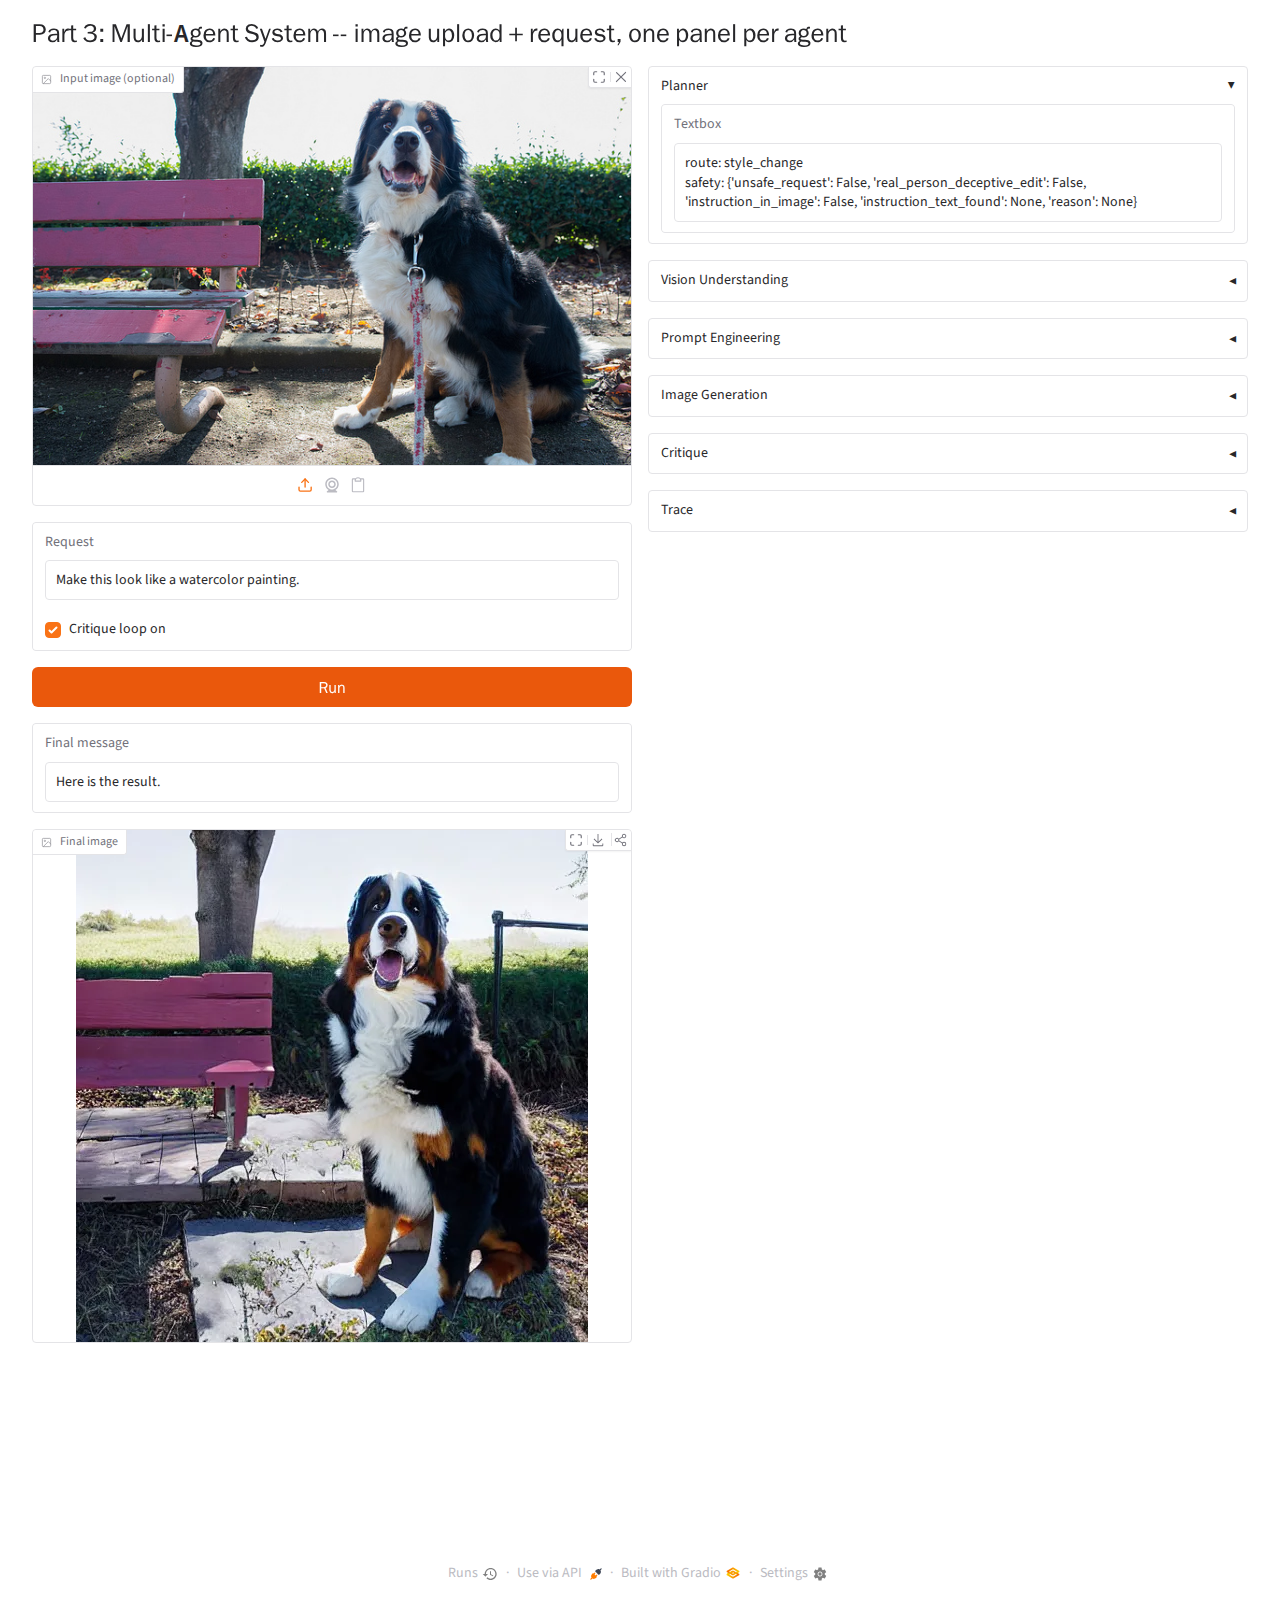 Part 3: Multi-Agent System -- image upload + request, one panel per agent
Input image (optional)
Request
Make this look like a watercolor painting.
Critique loop on
Run
Final message
Here is the result.
Final image
Planner
Textbox
route: style_change
safety: {'unsafe_request': False, 'real_person_deceptive_edit': False,
'instruction_in_image': False, 'instruction_text_found': None, 'reason': None}
Vision Understanding
Prompt Engineering
Image Generation
Critique
Trace
Runs · Use via API · Built with Gradio · Settings